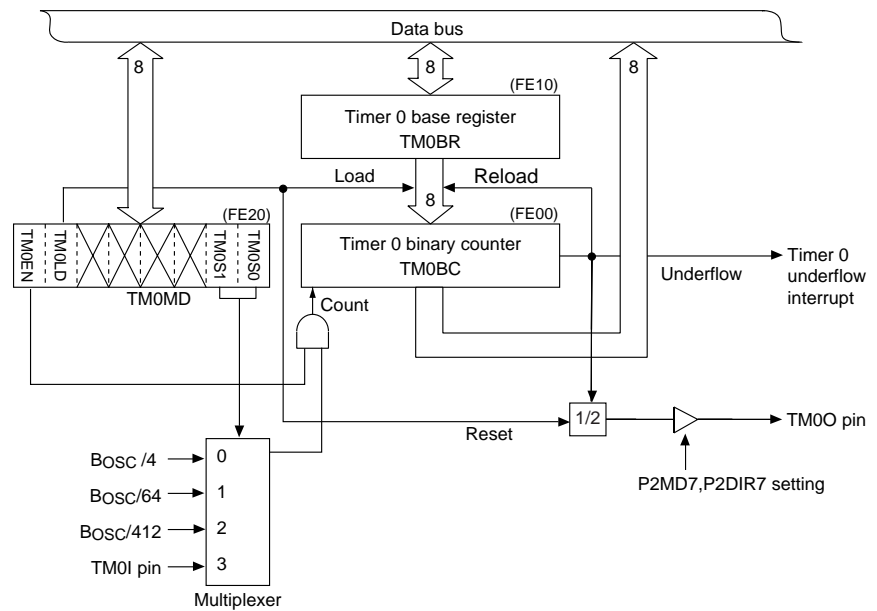 Data bus
8
8
8
(FE10)
Timer 0 base register
TM0BR
Load
Reload
8
(FE20)
(FE00)
TM0EN
TM0LD
TM0S1
TM0S0
Timer 0 binary counter
TM0BC
TM0MD
Underflow
Timer 0
underflow
interrupt
Count
1/2
TM0O pin
Reset
P2MD7,P2DIR7 setting
BOSC /4
0
BOSC/64
1
BOSC/412
2
TM0I pin
3
Multiplexer